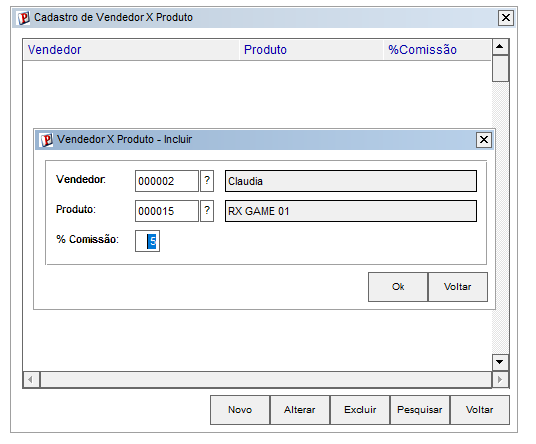 Cadastro de Vendedor X Produto
Vendedor Produto %Comissão
Vendedor X Produto - Incluir
Vendedor: 000002 ? Claudia
Produto: 000015 ? RX GAME 01
% Comissão: 5
Ok Voltar
Novo Alterar Excluir Pesquisar Voltar